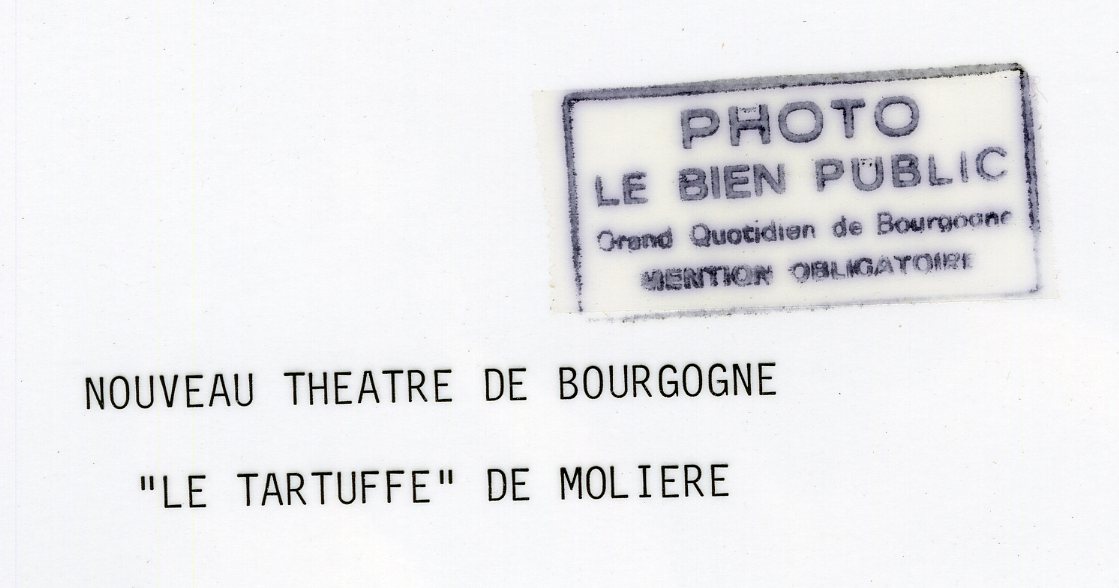 PHOTO
LE BIEN PUBLIC
Grand Quotidien de Bourgogne
MENTION OBLIGATOIRE
NOUVEAU THEATRE DE BOURGOGNE
"LE TARTUFFE" DE MOLIERE